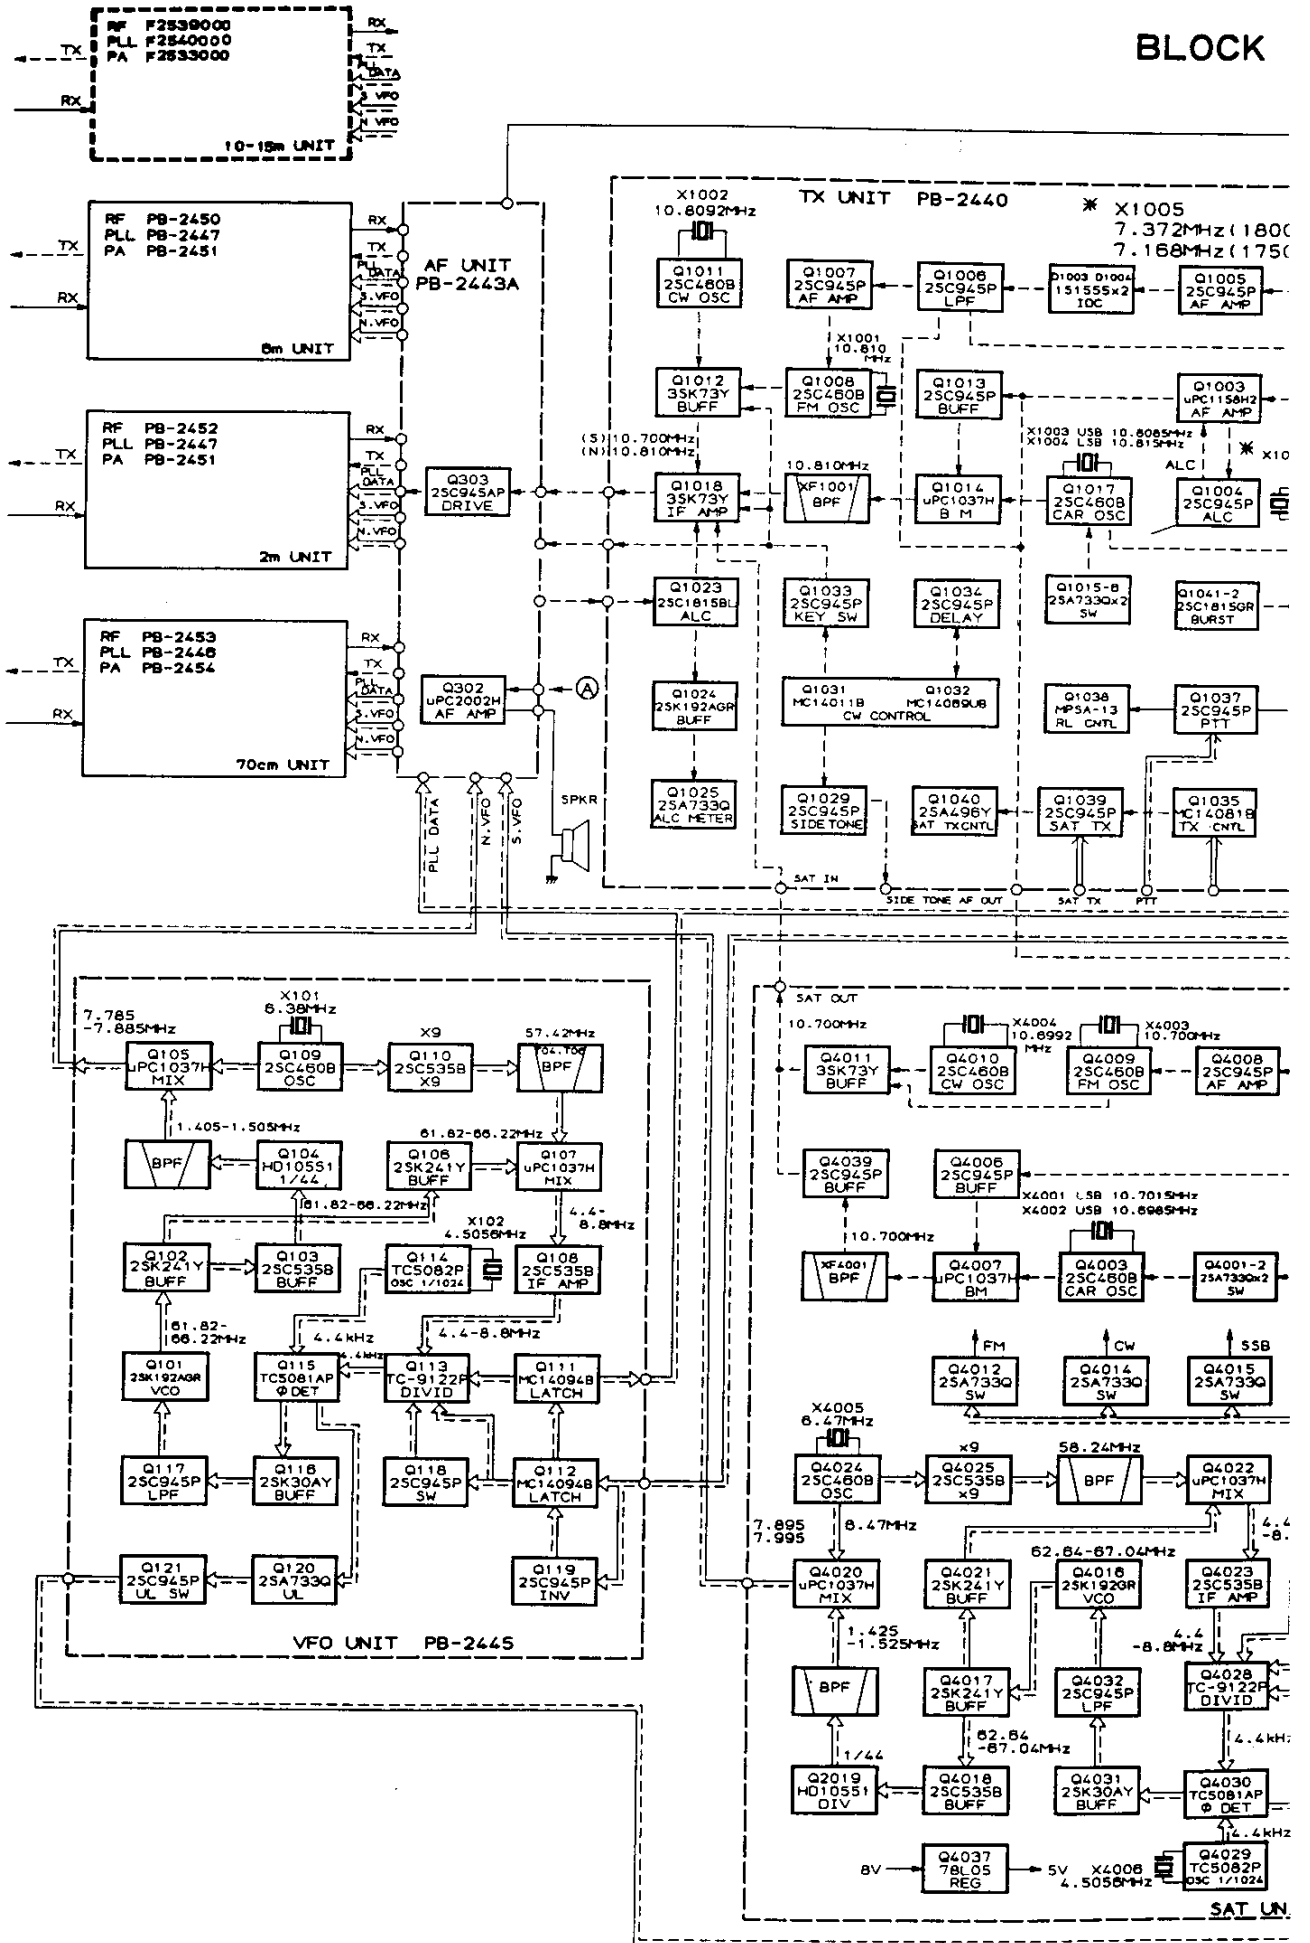 BLOCK
RF F2539000
PLL F2540000
PA F2533000
10-15m UNIT
TX
RX
RX
TX
PLL
DATA
S VFO
N VFO
RF PB-2450
PLL PB-2447
PA PB-2451
6m UNIT
TX
RX
RX
TX
PLL
DATA
S.VFO
N.VFO
RF PB-2452
PLL PB-2447
PA PB-2451
2m UNIT
TX
RX
RX
TX
PLL
DATA
S.VFO
N.VFO
RF PB-2453
PLL PB-2446
PA PB-2454
70cm UNIT
TX
RX
RX
TX
PLL
DATA
S.VFO
N.VFO
AF UNIT
PB-2443A
Q303
2SC945AP
DRIVE
Q302
uPC2002H
AF AMP
A
SPKR
PLL DATA
N.VFO
S.VFO
TX UNIT PB-2440
※ X1005
7.372MHz(1800
7.168MHz(1750
X1002
10.8092MHz
Q1011
2SC460B
CW OSC
Q1007
2SC945P
AF AMP
Q1006
2SC945P
LPF
D1003 D1004
1S1555x2
IDC
Q1005
2SC945P
AF AMP
X1001
10.810
MHz
Q1012
3SK73Y
BUFF
Q1008
2SC460B
FM OSC
Q1013
2SC945P
BUFF
Q1003
uPC1158H2
AF AMP
(S) 10.700MHz
(N) 10.810MHz
X1003 USB 10.8085MHz
X1004 LSB 10.815MHz
ALC
※
X10
10.810MHz
Q1018
3SK73Y
IF AMP
XF1001
BPF
Q1014
uPC1037H
B M
Q1017
2SC460B
CAR OSC
Q1004
2SC945P
ALC
Q1023
2SC1815BL
ALC
Q1033
2SC945P
KEY SW
Q1034
2SC945P
DELAY
Q1015-6
2SA733Qx2
SW
Q1041-2
2SC1815GR
BURST
Q1024
2SK192AGR
BUFF
Q1031
MC14011B
Q1032
MC14069UB
CW CONTROL
Q1038
MPSA-13
RL CNTL
Q1037
2SC945P
PTT
Q1025
2SA733Q
ALC METER
Q1029
2SC945P
SIDETONE
Q1040
2SA496Y
SAT TXCNTL
Q1039
2SC945P
SAT TX
Q1035
MC14081B
TX CNTL
SAT IN
SIDE TONE AF OUT
SAT TX
PTT
7.785
-7.885MHz
X101
6.38MHz
X9
57.42MHz
Q105
uPC1037H
MIX
Q109
2SC460B
OSC
Q110
2SC535B
X9
BPF
1.405-1.505MHz
61.82-66.22MHz
BPF
Q104
HD10551
1/44
Q106
2SK241Y
BUFF
Q107
uPC1037H
MIX
61.82-66.22MHz
X102
4.5056MHz
4.4-
8.8MHz
Q102
2SK241Y
BUFF
Q103
2SC535B
BUFF
Q114
TC5082P
OSC 1/1024
Q108
2SC535B
IF AMP
61.82-
66.22MHz
4.4kHz
4.4kHz
4.4-8.8MHz
Q101
2SK192AGR
VCO
Q115
TC5081AP
Φ DET
Q113
TC-9122P
DIVID
Q111
MC14094B
LATCH
Q117
2SC945P
LPF
Q116
2SK30AY
BUFF
Q118
2SC945P
SW
Q112
MC14094B
LATCH
Q121
2SC945P
UL SW
Q120
2SA733Q
UL
Q119
2SC945P
INV
VFO UNIT PB-2445
SAT OUT
10.700MHz
X4004
10.6992
MHz
X4003
10.700MHz
Q4011
3SK73Y
BUFF
Q4010
2SC460B
CW OSC
Q4009
2SC460B
FM OSC
Q4008
2SC945P
AF AMP
Q4039
2SC945P
BUFF
Q4006
2SC945P
BUFF
X4001 LSB 10.7015MHz
X4002 USB 10.6985MHz
10.700MHz
XF4001
BPF
Q4007
uPC1037H
BM
Q4003
2SC460B
CAR OSC
Q4001-2
2SA733Qx2
SW
FM
CW
SSB
Q4012
2SA733Q
SW
Q4014
2SA733Q
SW
Q4015
2SA733Q
SW
X4005
6.47MHz
x9
58.24MHz
Q4024
2SC460B
OSC
Q4025
2SC535B
x9
BPF
Q4022
uPC1037H
MIX
7.895
7.995
6.47MHz
4.4
-8.
62.64-67.04MHz
Q4020
uPC1037H
MIX
Q4021
2SK241Y
BUFF
Q4016
2SK192GR
VCO
Q4023
2SC535B
IF AMP
1.425
-1.525MHz
4.4
-8.8MHz
BPF
Q4017
2SK241Y
BUFF
Q4032
2SC945P
LPF
Q4028
TC-9122P
DIVID
62.64
-67.04MHz
4.4kHz
1/44
Q2019
HD10551
DIV
Q4018
2SC535B
BUFF
Q4031
2SK30AY
BUFF
Q4030
TC5081AP
Φ DET
4.4kHz
8V
Q4037
78L05
REG
5V
X4006
4.5056MHz
Q4029
TC5082P
OSC 1/1024
SAT UN